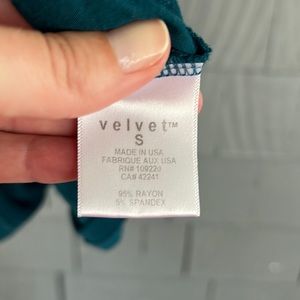 velvet™
S
MADE IN USA
FABRIQUE AUX USA
RN# 109220
CA# 42241
95% RAYON
5% SPANDEX